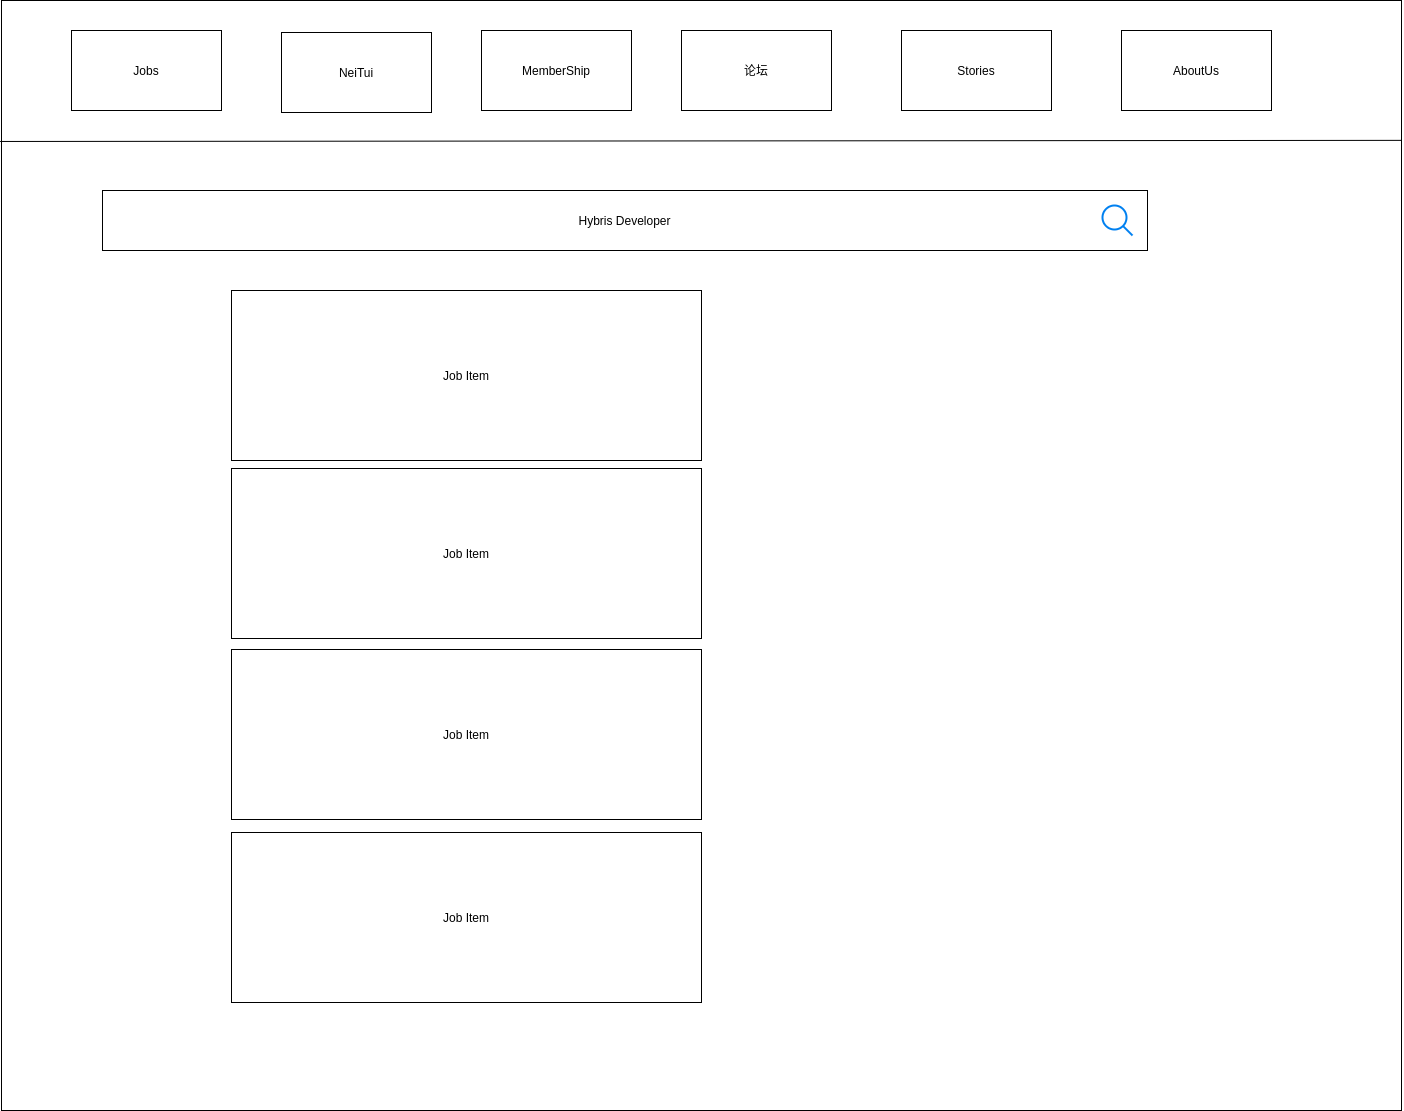 Jobs
NeiTui
MemberShip
论坛
Stories
AboutUs
Hybris Developer
Job Item
Job Item
Job Item
Job Item